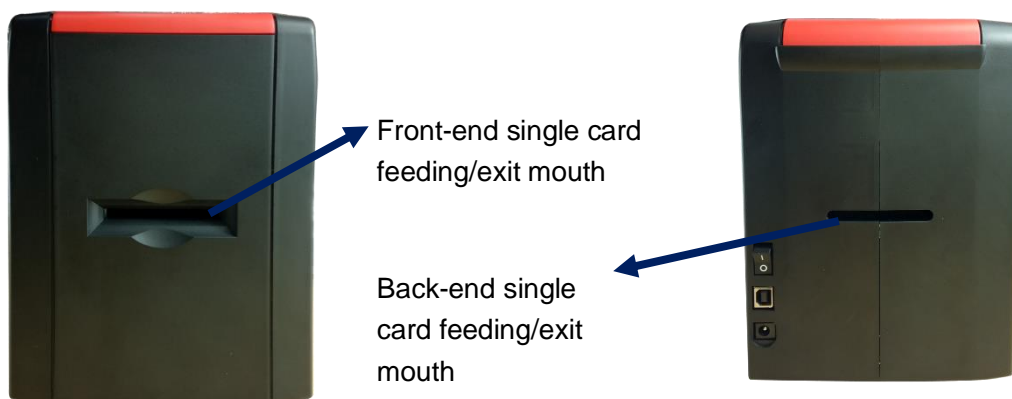 Front-end single card
feeding/exit mouth
Back-end single
card feeding/exit
mouth